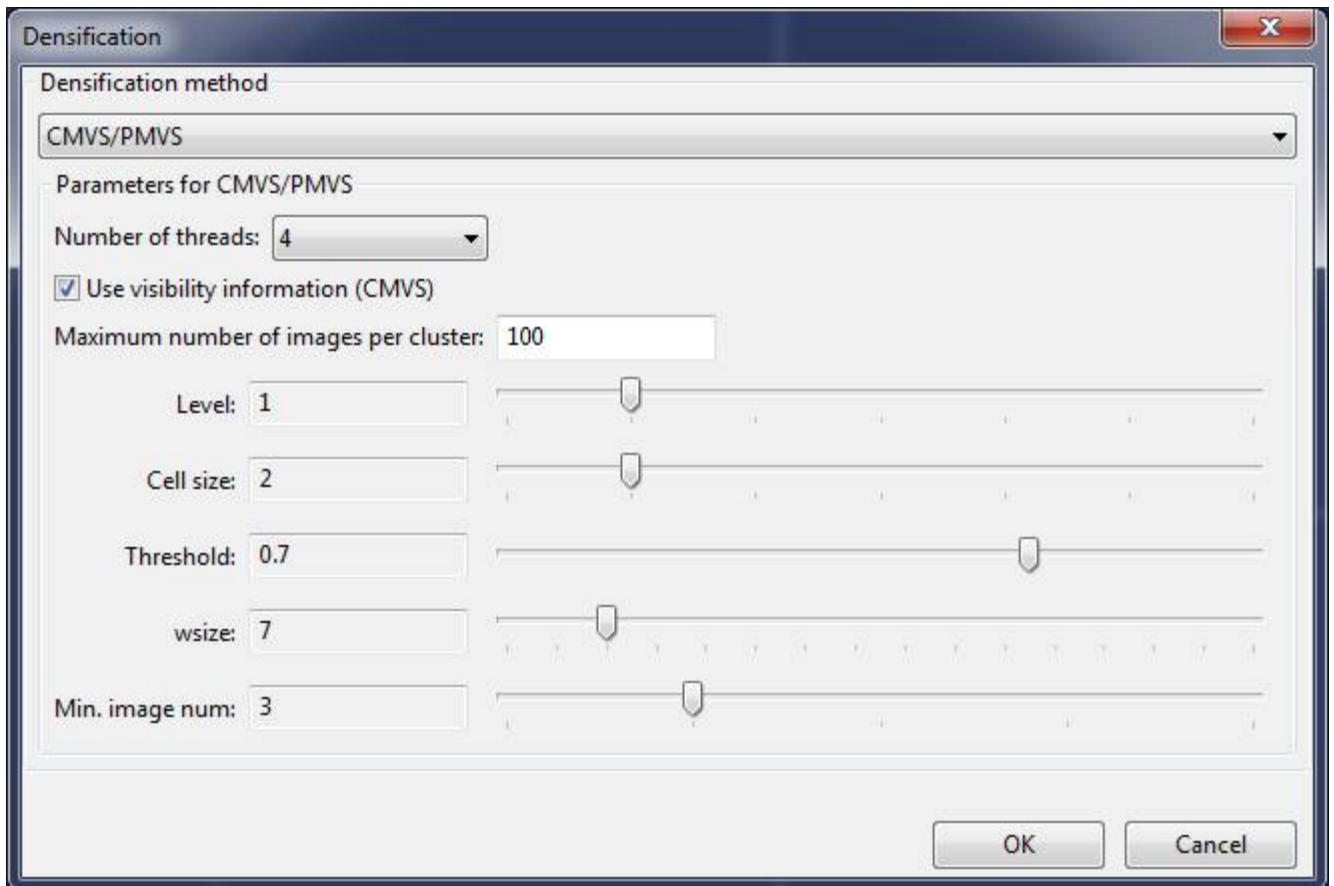 Densification
Densification method
CMVS/PMVS
Parameters for CMVS/PMVS
Number of threads: 4
Use visibility information (CMVS)
Maximum number of images per cluster: 100
Level: 1
Cell size: 2
Threshold: 0.7
wsize: 7
Min. image num: 3
OK Cancel